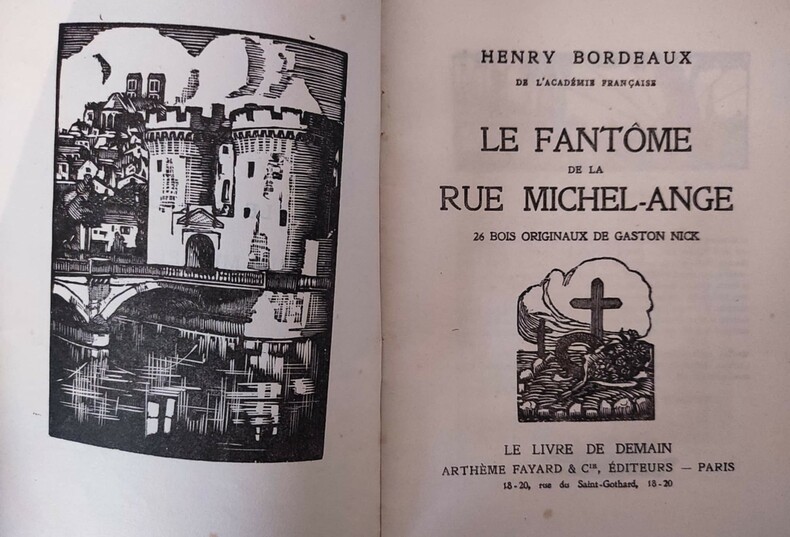 HENRY BORDEAUX
DE L'ACADÉMIE FRANÇAISE
LE FANTÔME
DE LA
RUE MICHEL-ANGE
26 BOIS ORIGINAUX DE GASTON NICK
LE LIVRE DE DEMAIN
ARTHÈME FAYARD & Cie, ÉDITEURS — PARIS
18-20, rue du Saint-Gothard, 18-20